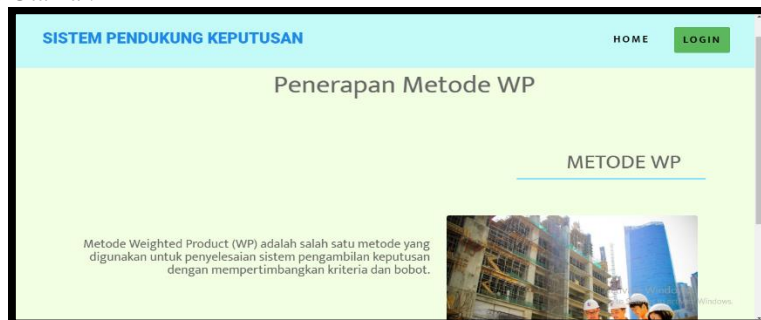 SISTEM PENDUKUNG KEPUTUSAN
HOME
LOGIN
Penerapan Metode WP
METODE WP
Metode Weighted Product (WP) adalah salah satu metode yang
digunakan untuk penyelesaian sistem pengambilan keputusan
dengan mempertimbangkan kriteria dan bobot.
Windows.